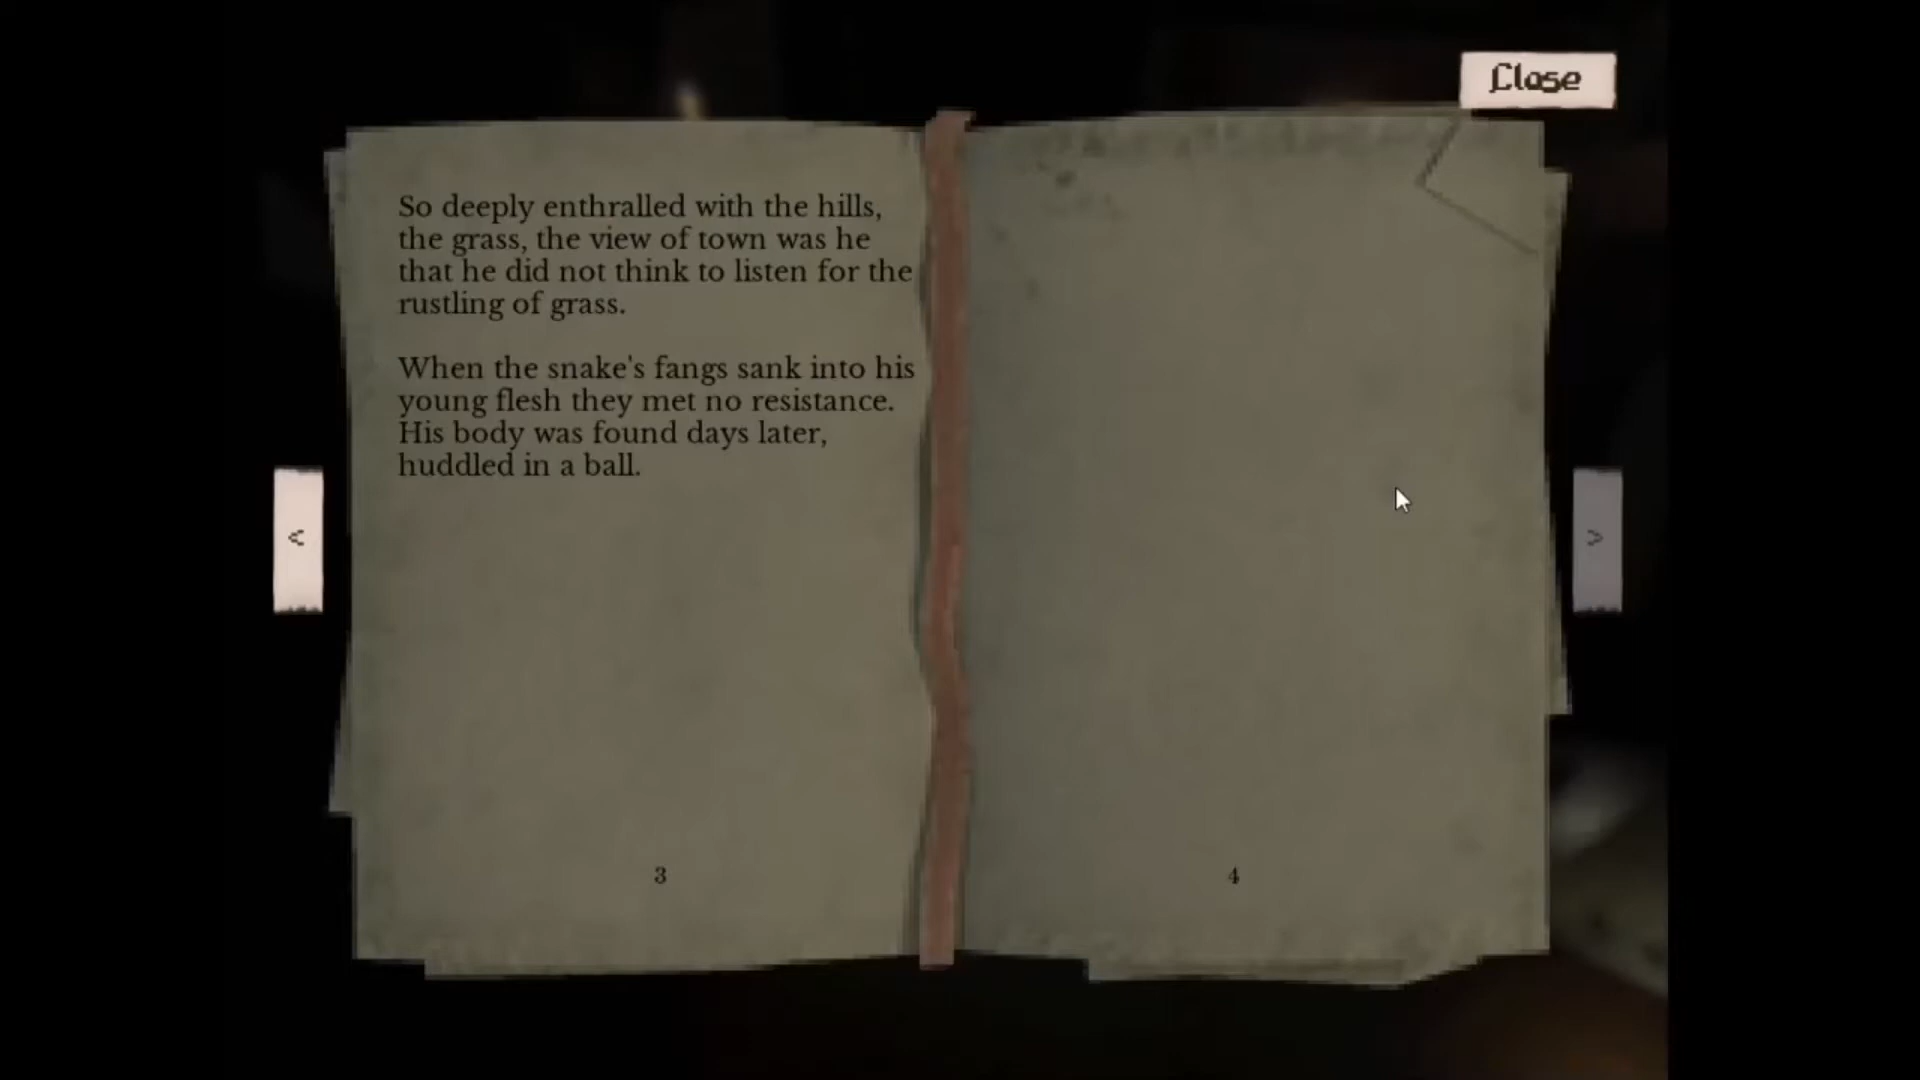 Close
So deeply enthralled with the hills,
the grass, the view of town was he
that he did not think to listen for the
rustling of grass.
When the snake's fangs sank into his
young flesh they met no resistance.
His body was found days later,
huddled in a ball.
<
>
3
4